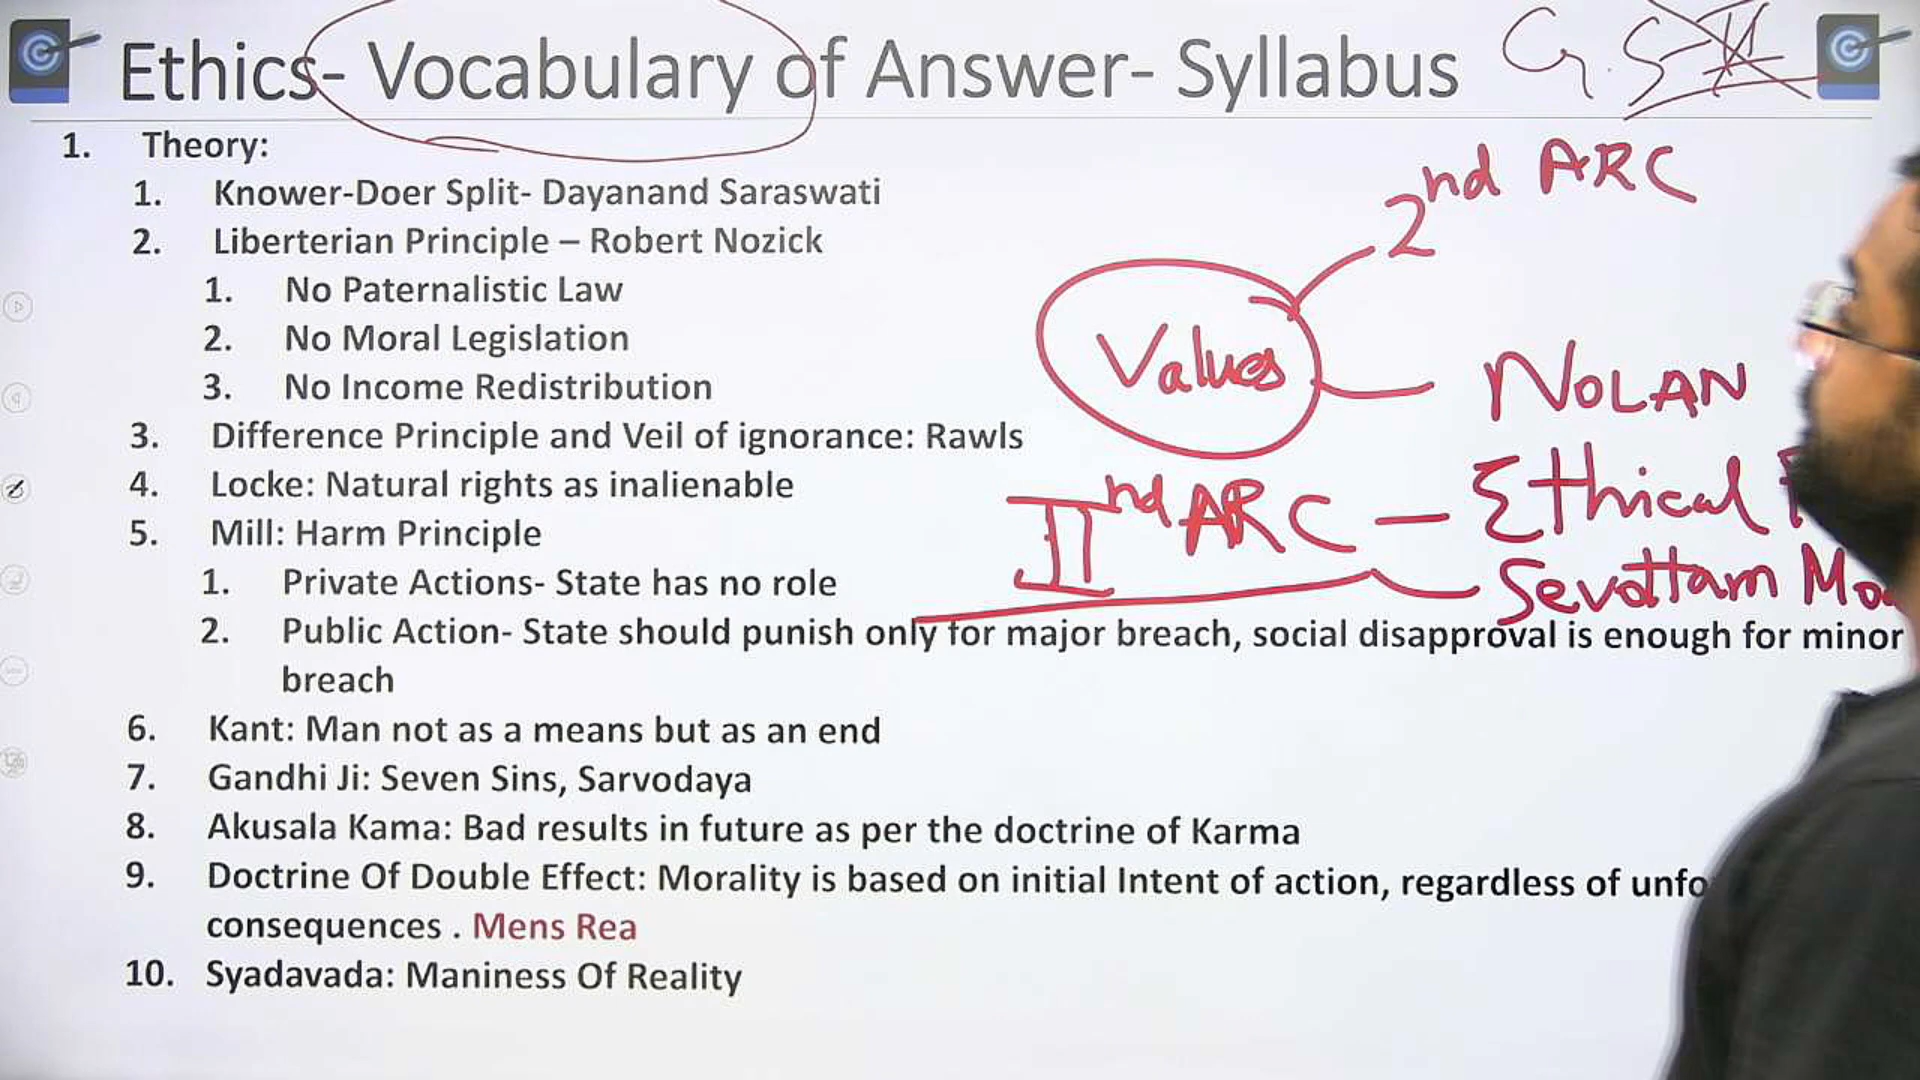 Ethics- Vocabulary of Answer- Syllabus
G.S-
1. Theory:
1. Knower-Doer Split- Dayanand Saraswati
2. Liberterian Principle – Robert Nozick
1. No Paternalistic Law
2. No Moral Legislation
3. No Income Redistribution
3. Difference Principle and Veil of ignorance: Rawls
4. Locke: Natural rights as inalienable
5. Mill: Harm Principle
1. Private Actions- State has no role
2. Public Action- State should punish only for major breach, social disapproval is enough for minor
breach
6. Kant: Man not as a means but as an end
7. Gandhi Ji: Seven Sins, Sarvodaya
8. Akusala Kama: Bad results in future as per the doctrine of Karma
9. Doctrine Of Double Effect: Morality is based on initial Intent of action, regardless of
consequences . Mens Rea
10. Syadavada: Maniness Of Reality
2nd ARC
Values
NOLAN
IInd ARC — Ethical
Sevottam